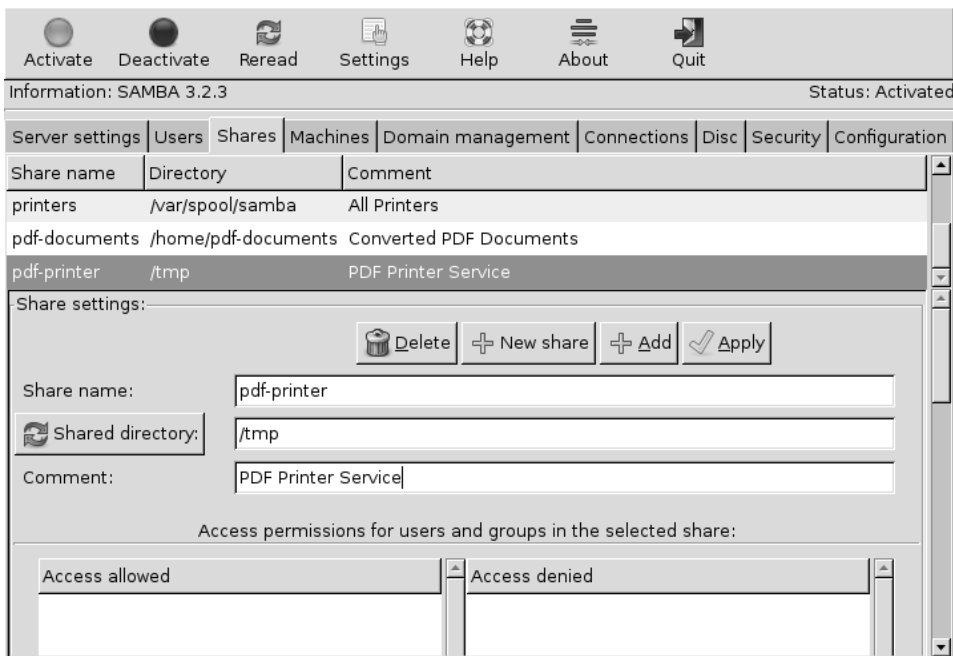 Activate Deactivate Reread Settings Help About Quit
Information: SAMBA 3.2.3 Status: Activated
Server settings Users Shares Machines Domain management Connections Disc Security Configuration
Share name Directory Comment
printers /var/spool/samba All Printers
pdf-documents /home/pdf-documents Converted PDF Documents
pdf-printer /tmp PDF Printer Service
Share settings:
Delete New share Add Apply
Share name: pdf-printer
Shared directory: /tmp
Comment: PDF Printer Service
Access permissions for users and groups in the selected share:
Access allowed Access denied